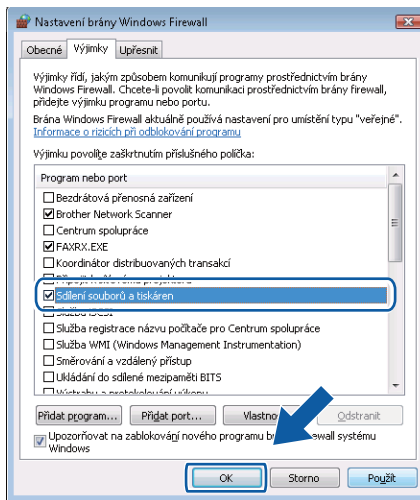 Nastavení brány Windows Firewall
Obecné Výjimky Upřesnit
Výjimky řídí, jakým způsobem komunikují programy prostřednictvím brány
Windows Firewall. Chcete-li povolit komunikaci prostřednictvím brány firewall,
přidejte výjimku programu nebo portu.
Brána Windows Firewall aktuálně používá nastavení pro umístění typu "veřejné".
Informace o rizicích při odblokování programu
Výjimku povolíte zaškrtnutím příslušného políčka:
Program nebo port
Bezdrátová přenosná zařízení
Brother Network Scanner
Centrum spolupráce
FAXRX.EXE
Koordinátor distribuovaných transakcí
Sdílení souborů a tiskáren
Služba registrace názvu počítače pro Centrum spolupráce
Služba WMI (Windows Management Instrumentation)
Směrování a vzdálený přístup
Ukládání do sdílené mezipaměti BITS
Přidat program... Přidat port... Odstranit
Upozorňovat na zablokování nového programu systému
Windows
OK Storno Použít